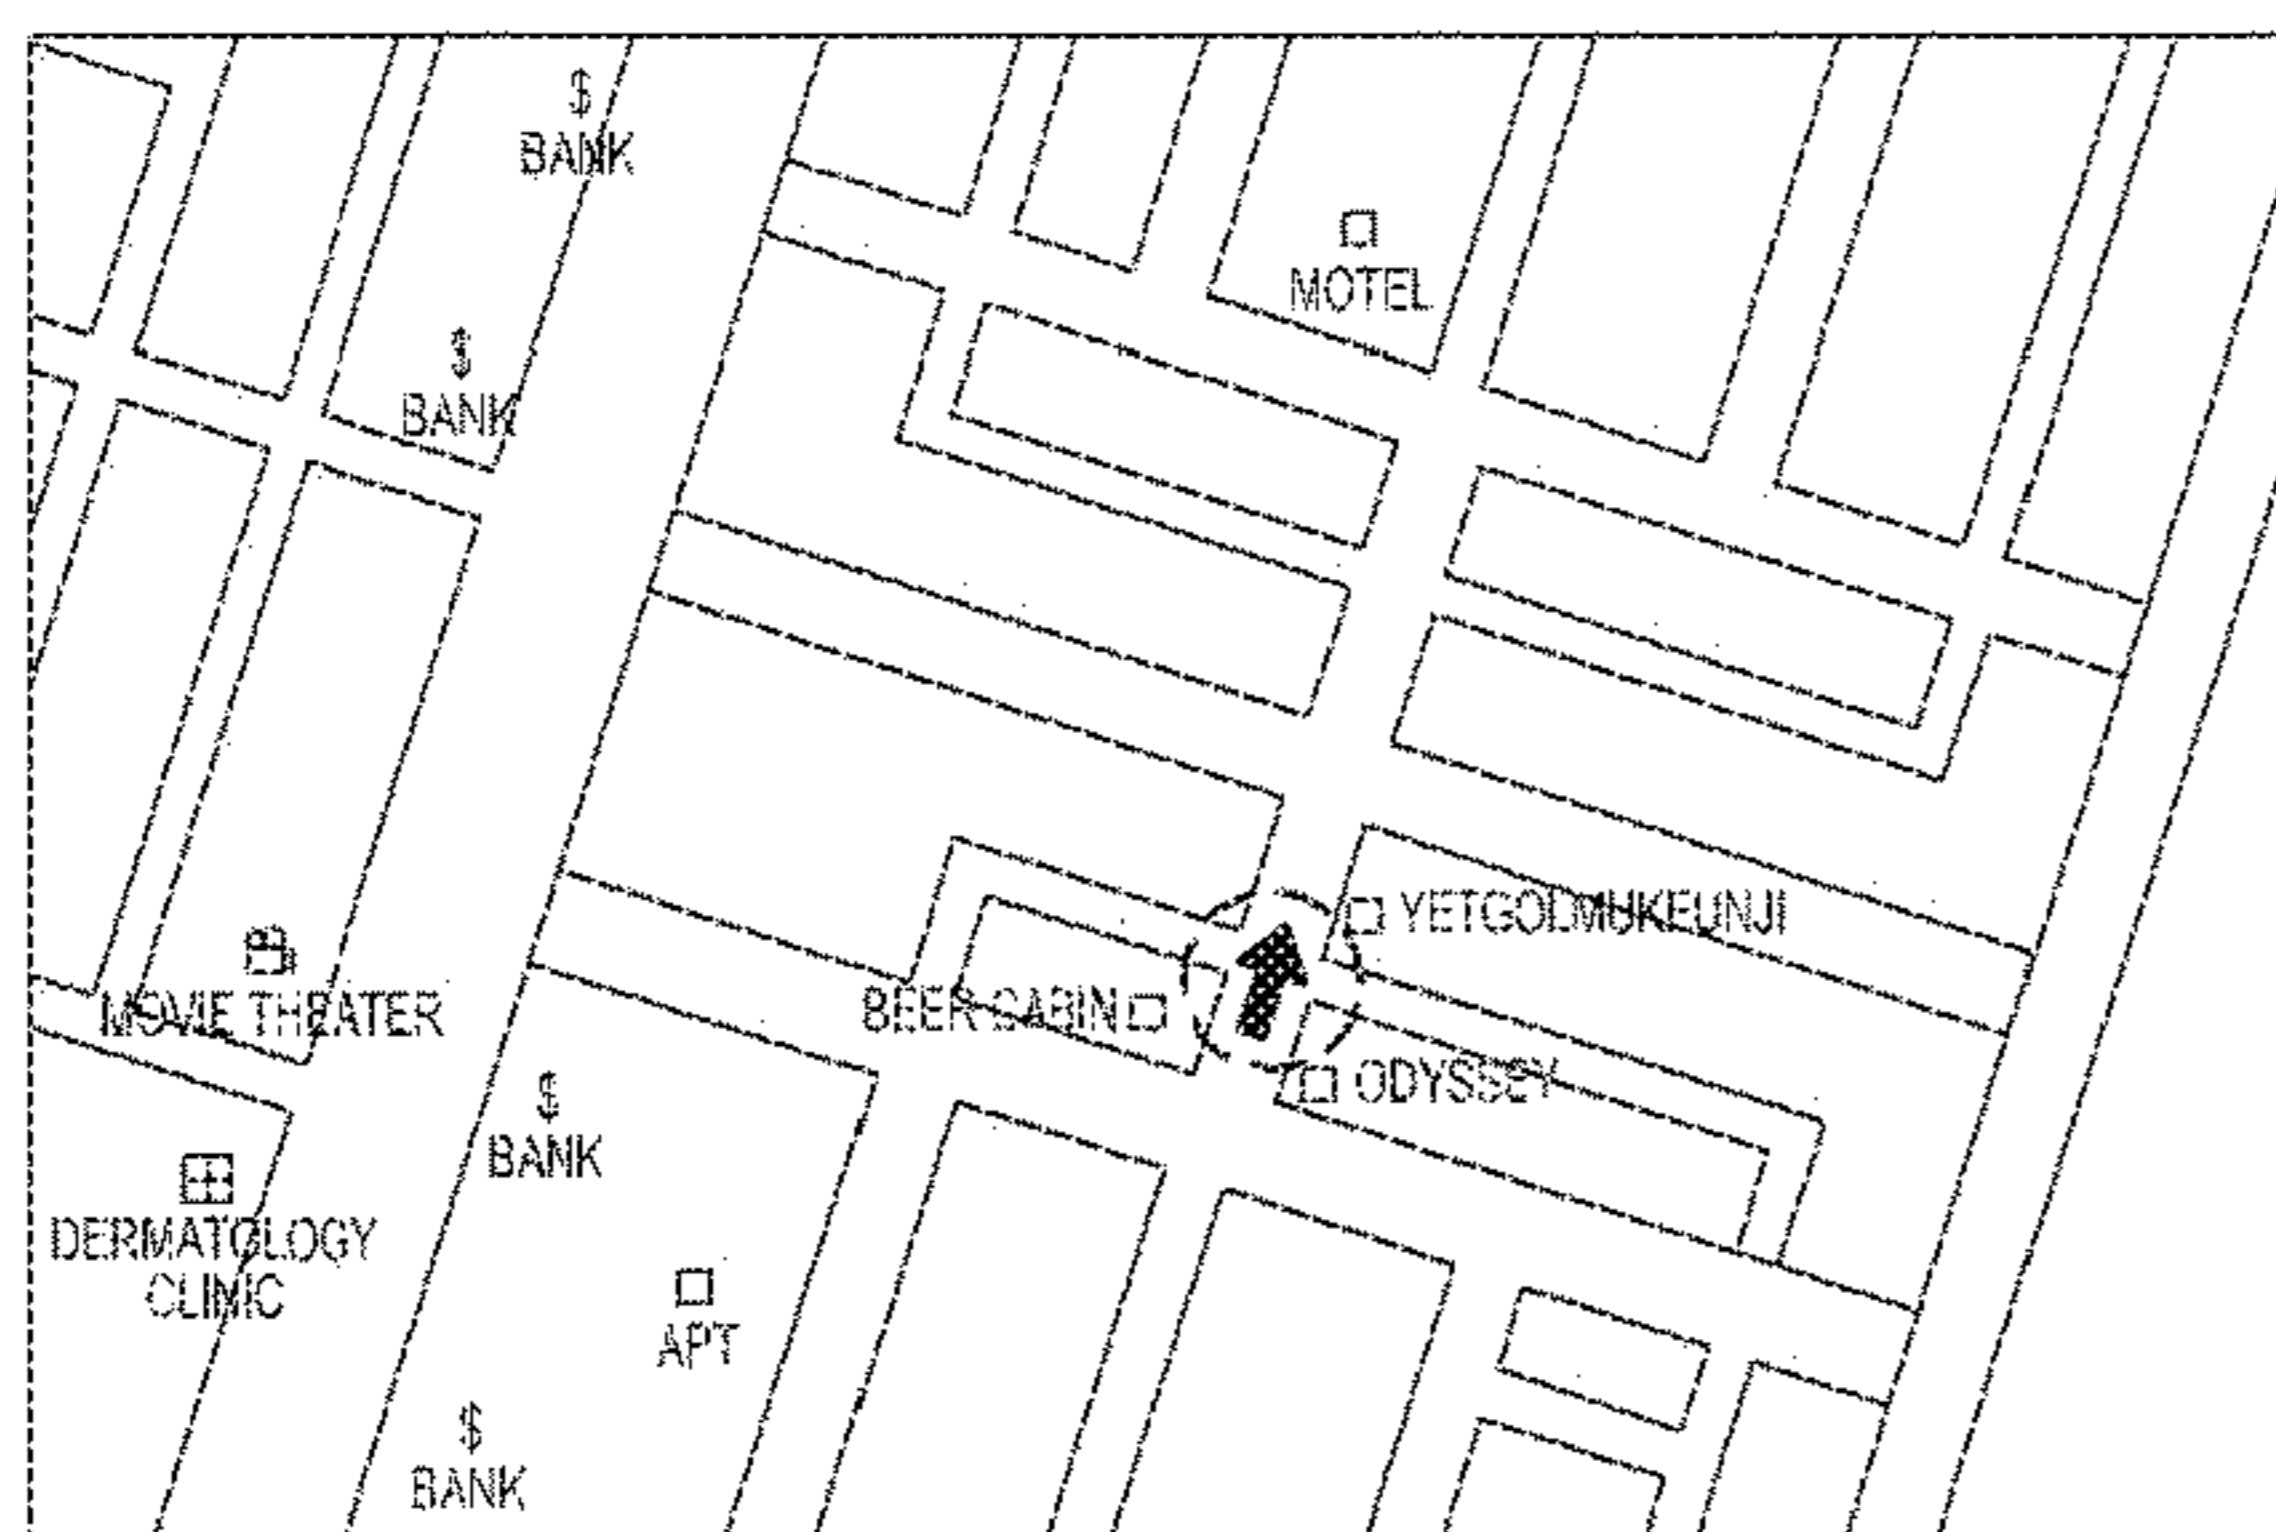 $
BANK
MOTEL
$
BANK
YETGOLMUKEUNJI
MOVIE THEATER
BEER CABIN
ODYSSEY
$
BANK
DERMATOLOGY
CLINIC
APT
$
BANK